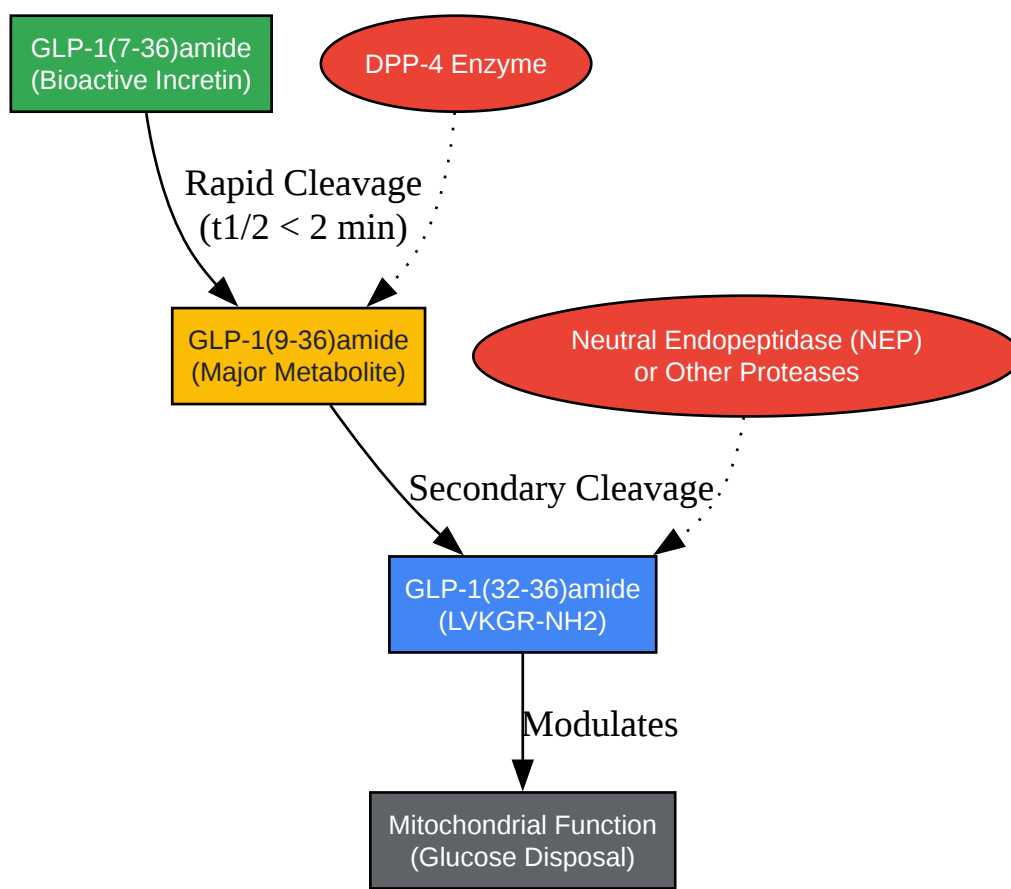 GLP-1(7-36)amide
(Bioactive Incretin)
DPP-4 Enzyme
Rapid Cleavage
(t1/2 < 2 min)
GLP-1(9-36)amide
(Major Metabolite)
Neutral Endopeptidase (NEP)
or Other Proteases
Secondary Cleavage
GLP-1(32-36)amide
(LVKGR-NH2)
Modulates
Mitochondrial Function
(Glucose Disposal)